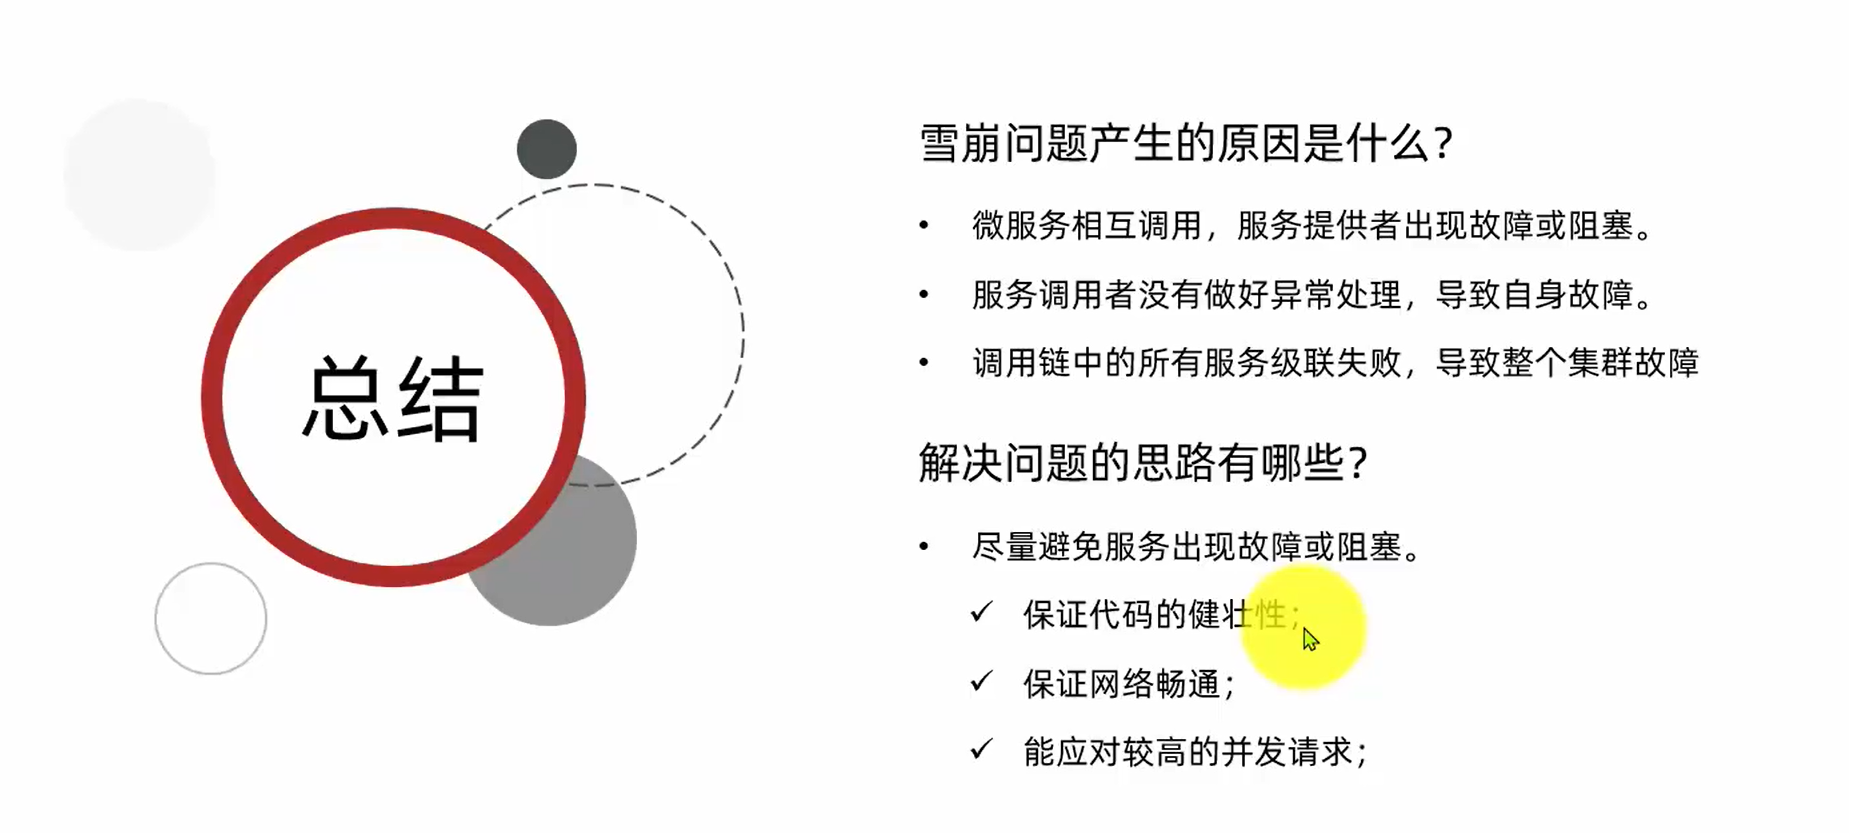 总结
雪崩问题产生的原因是什么？
• 微服务相互调用，服务提供者出现故障或阻塞。
• 服务调用者没有做好异常处理，导致自身故障。
• 调用链中的所有服务级联失败，导致整个集群故障
解决问题的思路有哪些？
• 尽量避免服务出现故障或阻塞。
✓ 保证代码的健壮性；
✓ 保证网络畅通；
✓ 能应对较高的并发请求；